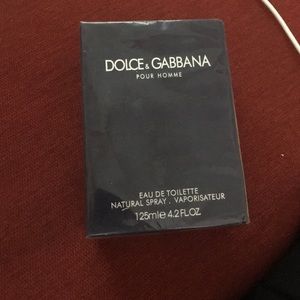 DOLCE & GABBANA
POUR HOMME
EAU DE TOILETTE
NATURAL SPRAY . VAPORISATEUR
125ml e 4.2 FL.OZ.